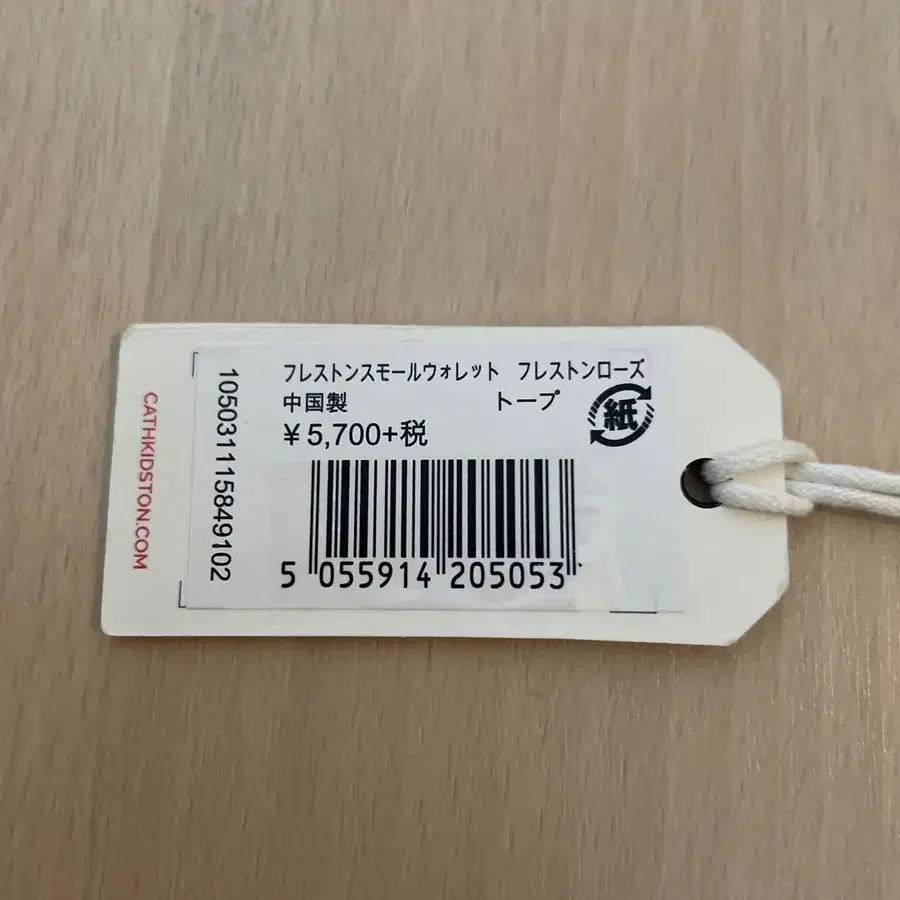 CATHKIDSTON.COM
105031115849102
フレストンスモールウォレット　フレストンローズ
中国製　トープ
紙
¥5,700+税
5 055914 205053